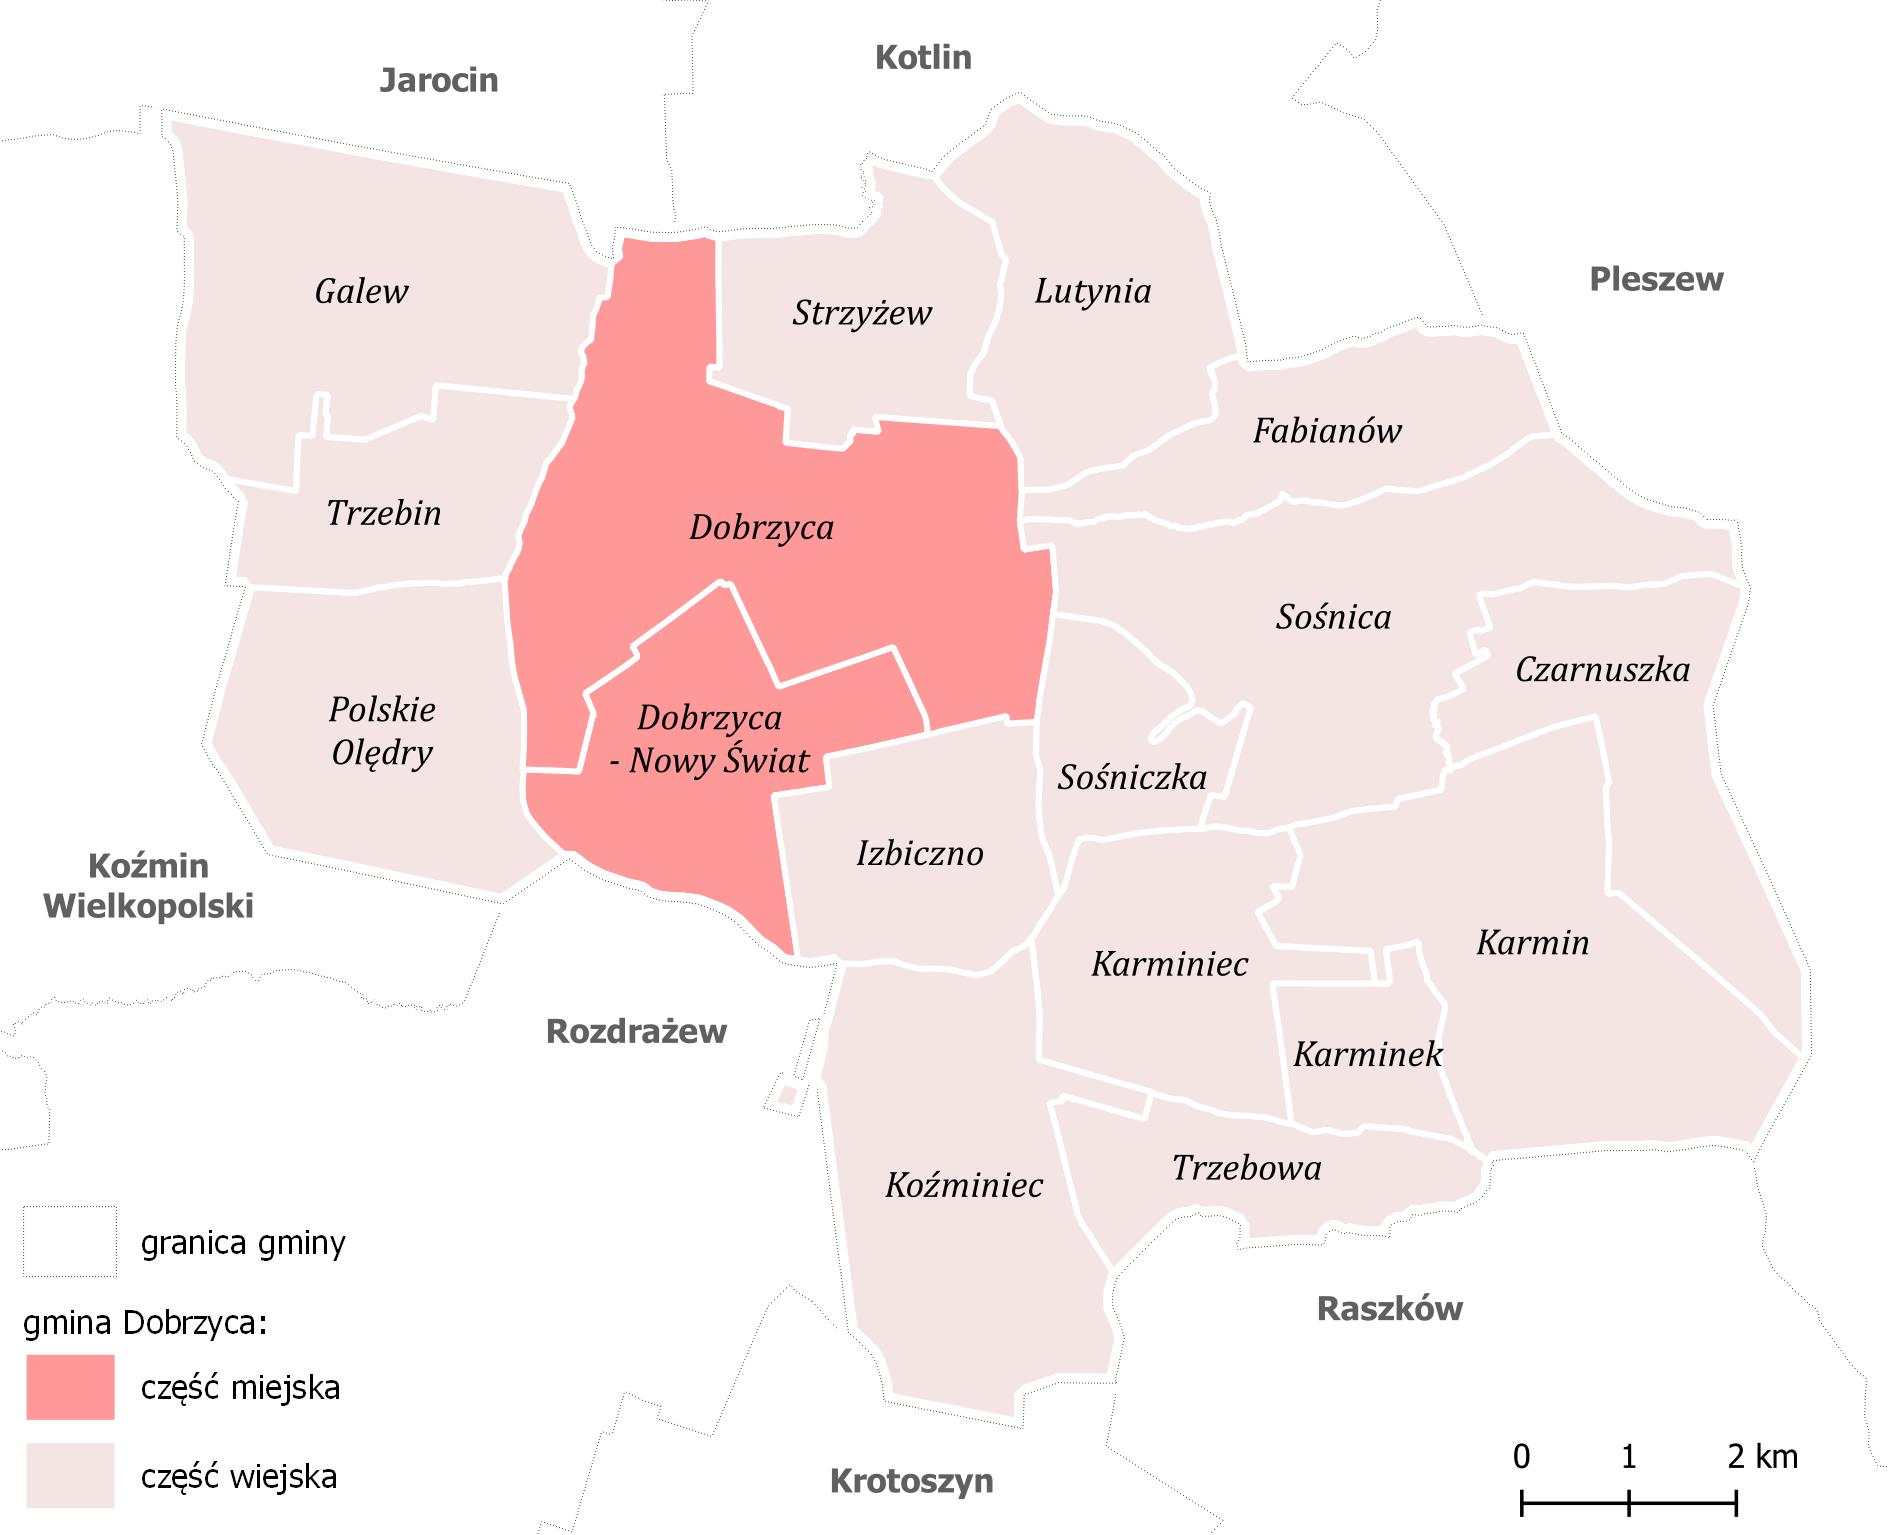 Kotlin
Jarocin
Pleszew
Galew
Lutynia
Strzyżew
Fabianów
Trzebin
Dobrzyca
Sośnica
Czarnuszka
Polskie
Olędry
Dobrzyca
- Nowy Świat
Sośniczka
Izbiczno
Koźmin
Wielkopolski
Karmin
Karminiec
Rozdrażew
Karminek
Trzebowa
Koźminiec
Raszków
Krotoszyn
granica gminy
gmina Dobrzyca:
część miejska
część wiejska
0 1 2 km